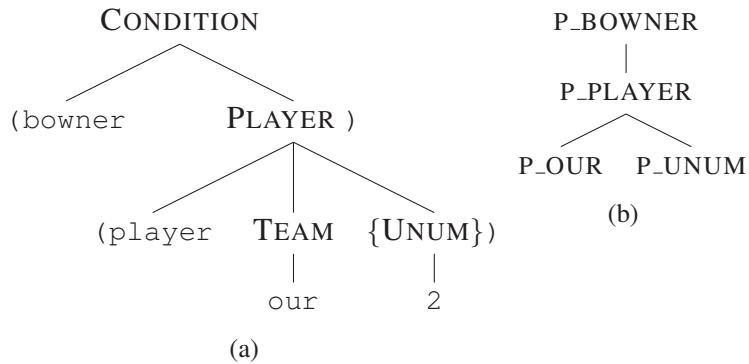 CONDITION
(bowner PLAYER )
(player TEAM {UNUM})
our 2
(a)
P_BOWNER
P_PLAYER
P_OUR P_UNUM
(b)